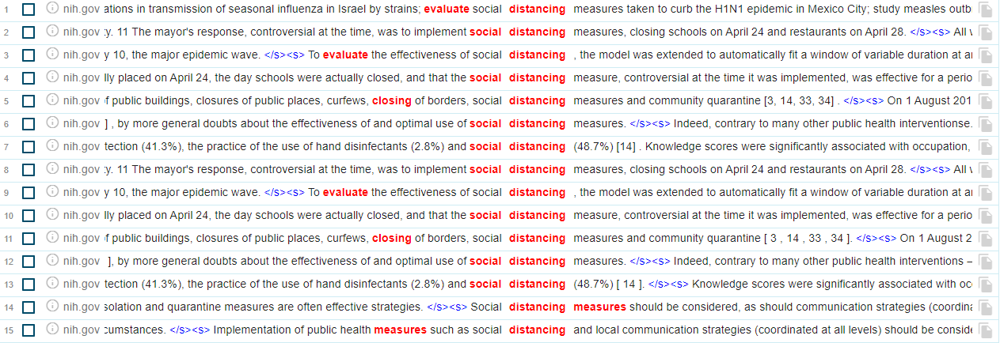 1 nih.gov ations in transmission of seasonal influenza in Israel by strains; evaluate social distancing measures taken to curb the H1N1 epidemic in Mexico City; study measles outb
2 nih.gov :y. 11 The mayor's response, controversial at the time, was to implement social distancing measures, closing schools on April 24 and restaurants on April 28. </s><s> All
3 nih.gov y 10, the major epidemic wave. </s><s> To evaluate the effectiveness of social distancing , the model was extended to automatically fit a window of variable duration at
4 nih.gov lly placed on April 24, the day schools were actually closed, and that the social distancing measure, controversial at the time it was implemented, was effective for a perio
5 nih.gov f public buildings, closures of public places, curfews, closing of borders, social distancing measures and community quarantine [3, 14, 33, 34] . </s><s> On 1 August 201
6 nih.gov ] , by more general doubts about the effectiveness of and optimal use of social distancing measures. </s><s> Indeed, contrary to many other public health interventionse.
7 nih.gov tection (41.3%), the practice of the use of hand disinfectants (2.8%) and social distancing (48.7%) [14] . Knowledge scores were significantly associated with occupation,
8 nih.gov :y. 11 The mayor's response, controversial at the time, was to implement social distancing measures, closing schools on April 24 and restaurants on April 28. </s><s> All
9 nih.gov y 10, the major epidemic wave. </s><s> To evaluate the effectiveness of social distancing , the model was extended to automatically fit a window of variable duration at
10 nih.gov lly placed on April 24, the day schools were actually closed, and that the social distancing measure, controversial at the time it was implemented, was effective for a perio
11 nih.gov f public buildings, closures of public places, curfews, closing of borders, social distancing measures and community quarantine [ 3 , 14 , 33 , 34 ]. </s><s> On 1 August 2
12 nih.gov ], by more general doubts about the effectiveness of and optimal use of social distancing measures. </s><s> Indeed, contrary to many other public health interventions –
13 nih.gov tection (41.3%), the practice of the use of hand disinfectants (2.8%) and social distancing (48.7%) [ 14 ]. </s><s> Knowledge scores were significantly associated with oc
14 nih.gov solation and quarantine measures are often effective strategies. </s><s> Social distancing measures should be considered, as should communication strategies (coordina
15 nih.gov cumstances. </s><s> Implementation of public health measures such as social distancing and local communication strategies (coordinated at all levels) should be conside